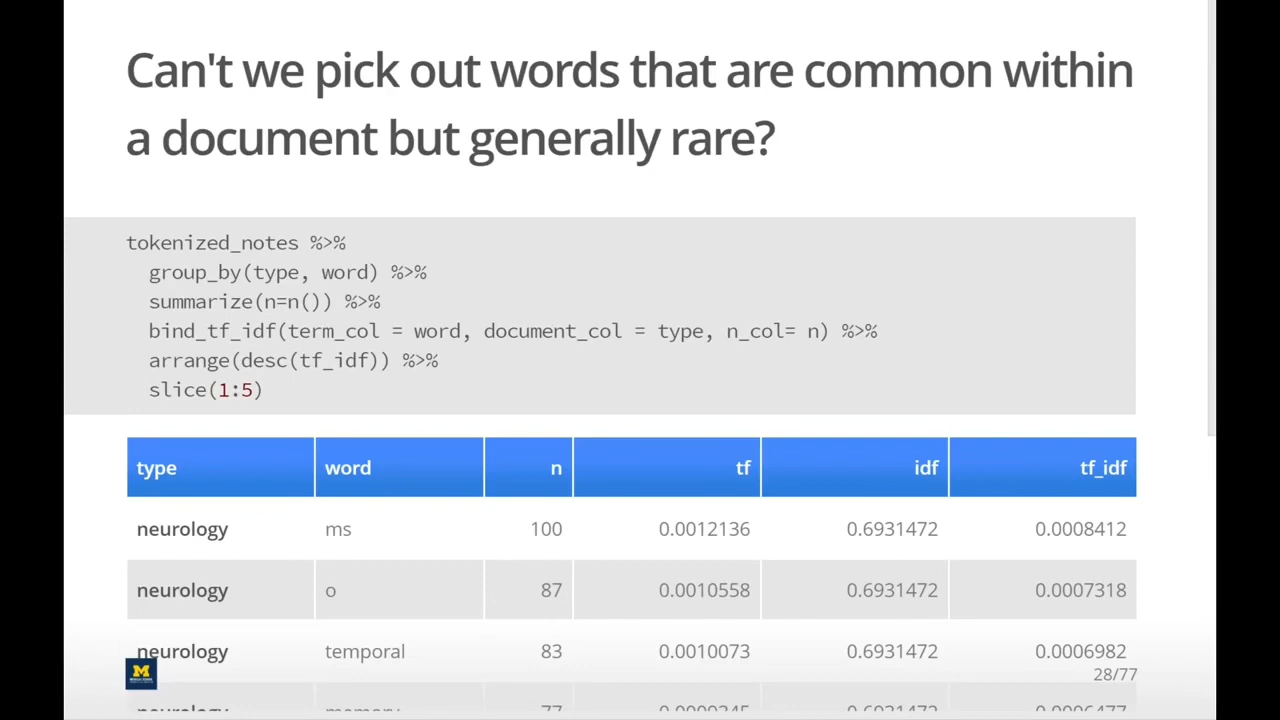 Can't we pick out words that are common within
a document but generally rare?
tokenized_notes %>%
group_by(type, word) %>%
summarize(n=n()) %>%
bind_tf_idf(term_col = word, document_col = type, n_col= n) %>%
arrange(desc(tf_idf)) %>%
slice(1:5)
type word n tf idf tf_idf
neurology ms 100 0.0012136 0.6931472 0.0008412
neurology o 87 0.0010558 0.6931472 0.0007318
neurology temporal 83 0.0010073 0.6931472 0.0006982
28/77
M